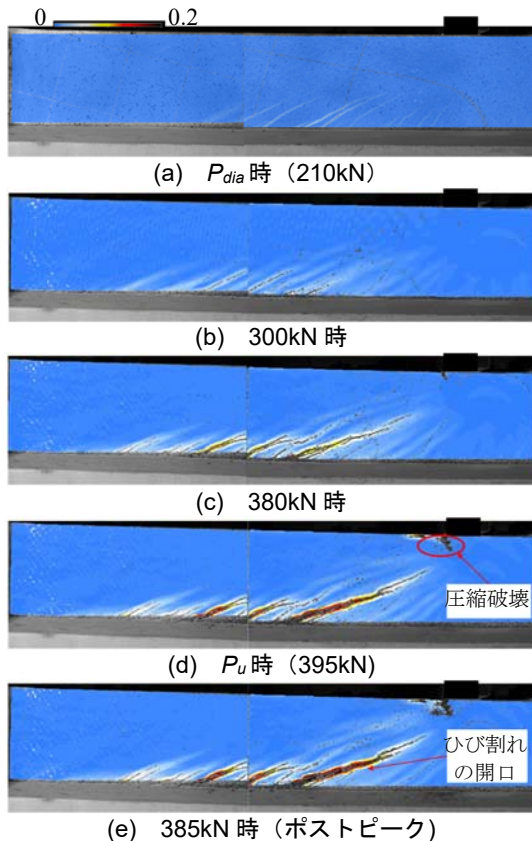 0 0.2
(a) Pdia 時（210kN）
(b) 300kN 時
(c) 380kN 時
圧縮破壊
(d) Pu 時（395kN)
ひび割れ
の開口
(e) 385kN 時（ポストピーク)